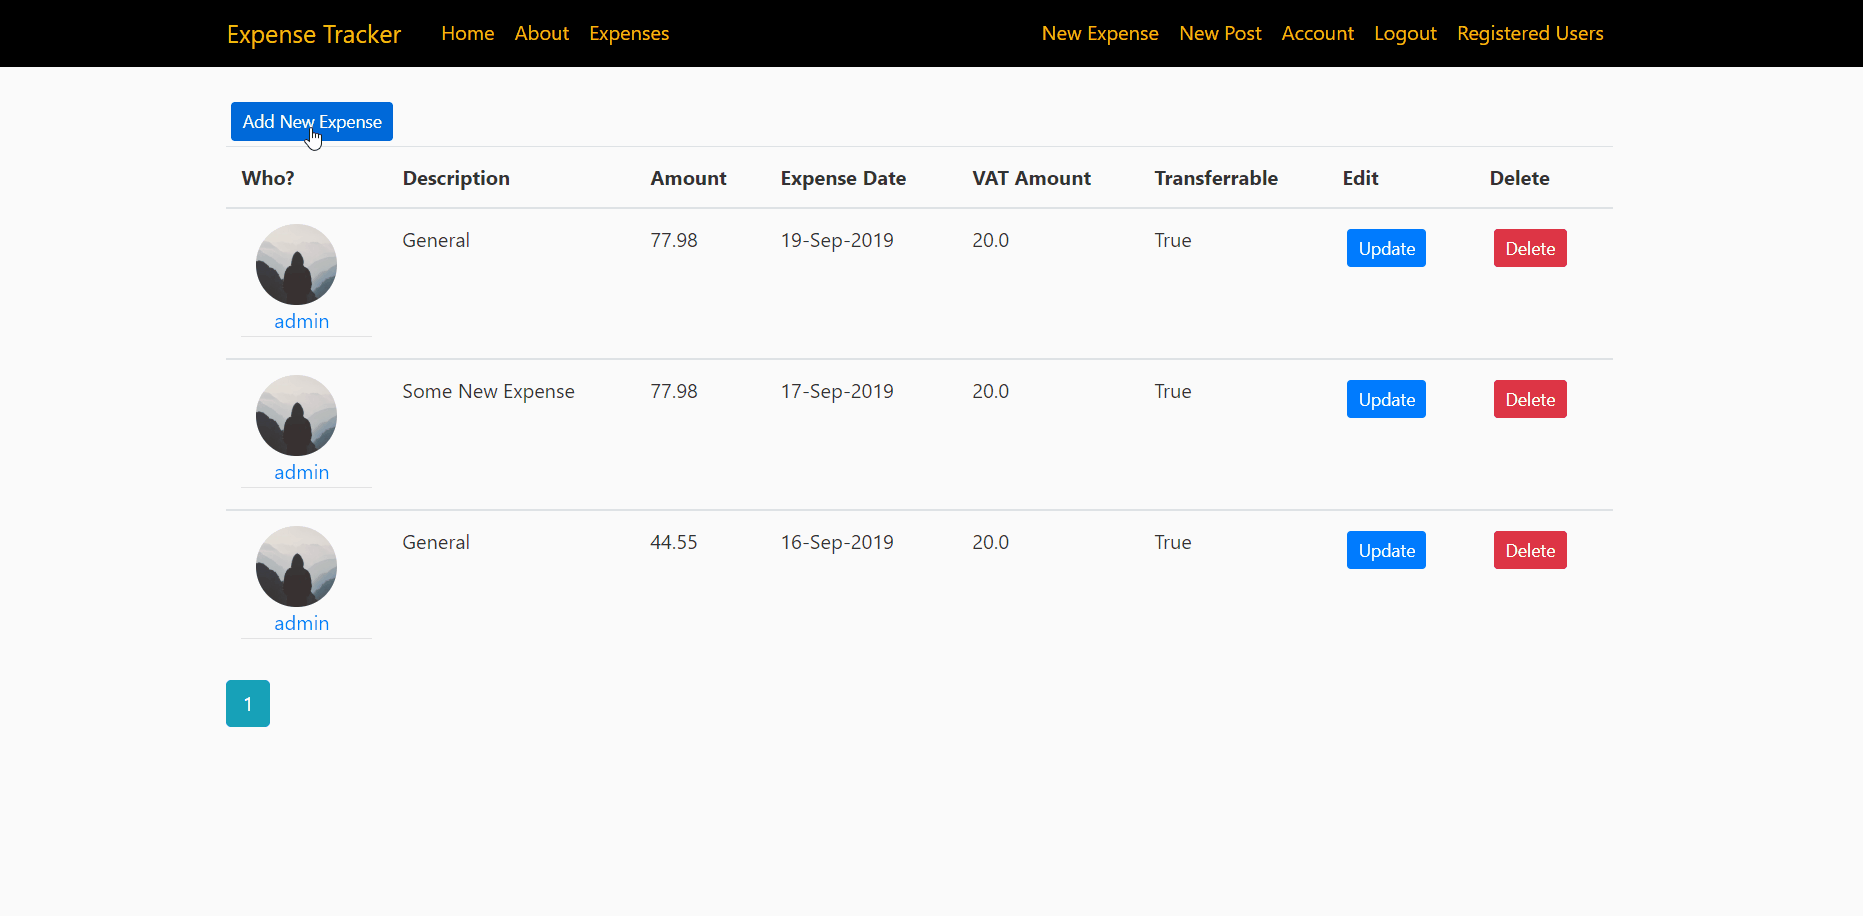 Expense Tracker Home About Expenses New Expense New Post Account Logout Registered Users
Add New Expense
Who? Description Amount Expense Date VAT Amount Transferrable Edit Delete
General 77.98 19-Sep-2019 20.0 True Update Delete
admin
Some New Expense 77.98 17-Sep-2019 20.0 True Update Delete
admin
General 44.55 16-Sep-2019 20.0 True Update Delete
admin
1